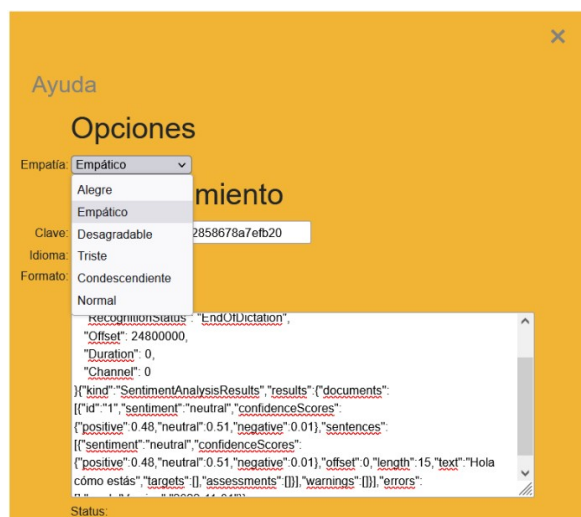 ×
Ayuda
Opciones
Empatía: Empático
Alegre
miento
Empático
Clave: Desagradable 2858678a7efb20
Idioma: Triste
Formato: Condescendiente
Normal
"RecognitionStatus": "EndOfDictation",
"Offset": 24800000,
"Duration": 0,
"Channel": 0
}{"kind":"SentimentAnalysisResults","results":{"documents":
[{"id":"1","sentiment":"neutral","confidenceScores":
{"positive":0.48,"neutral":0.51,"negative":0.01},"sentences":
[{"sentiment":"neutral","confidenceScores":
{"positive":0.48,"neutral":0.51,"negative":0.01},"offset":0,"length":15,"text":"Hola
cómo estás","targets":[],"assessments":[]}],"warnings":[]}],"errors":
Status: